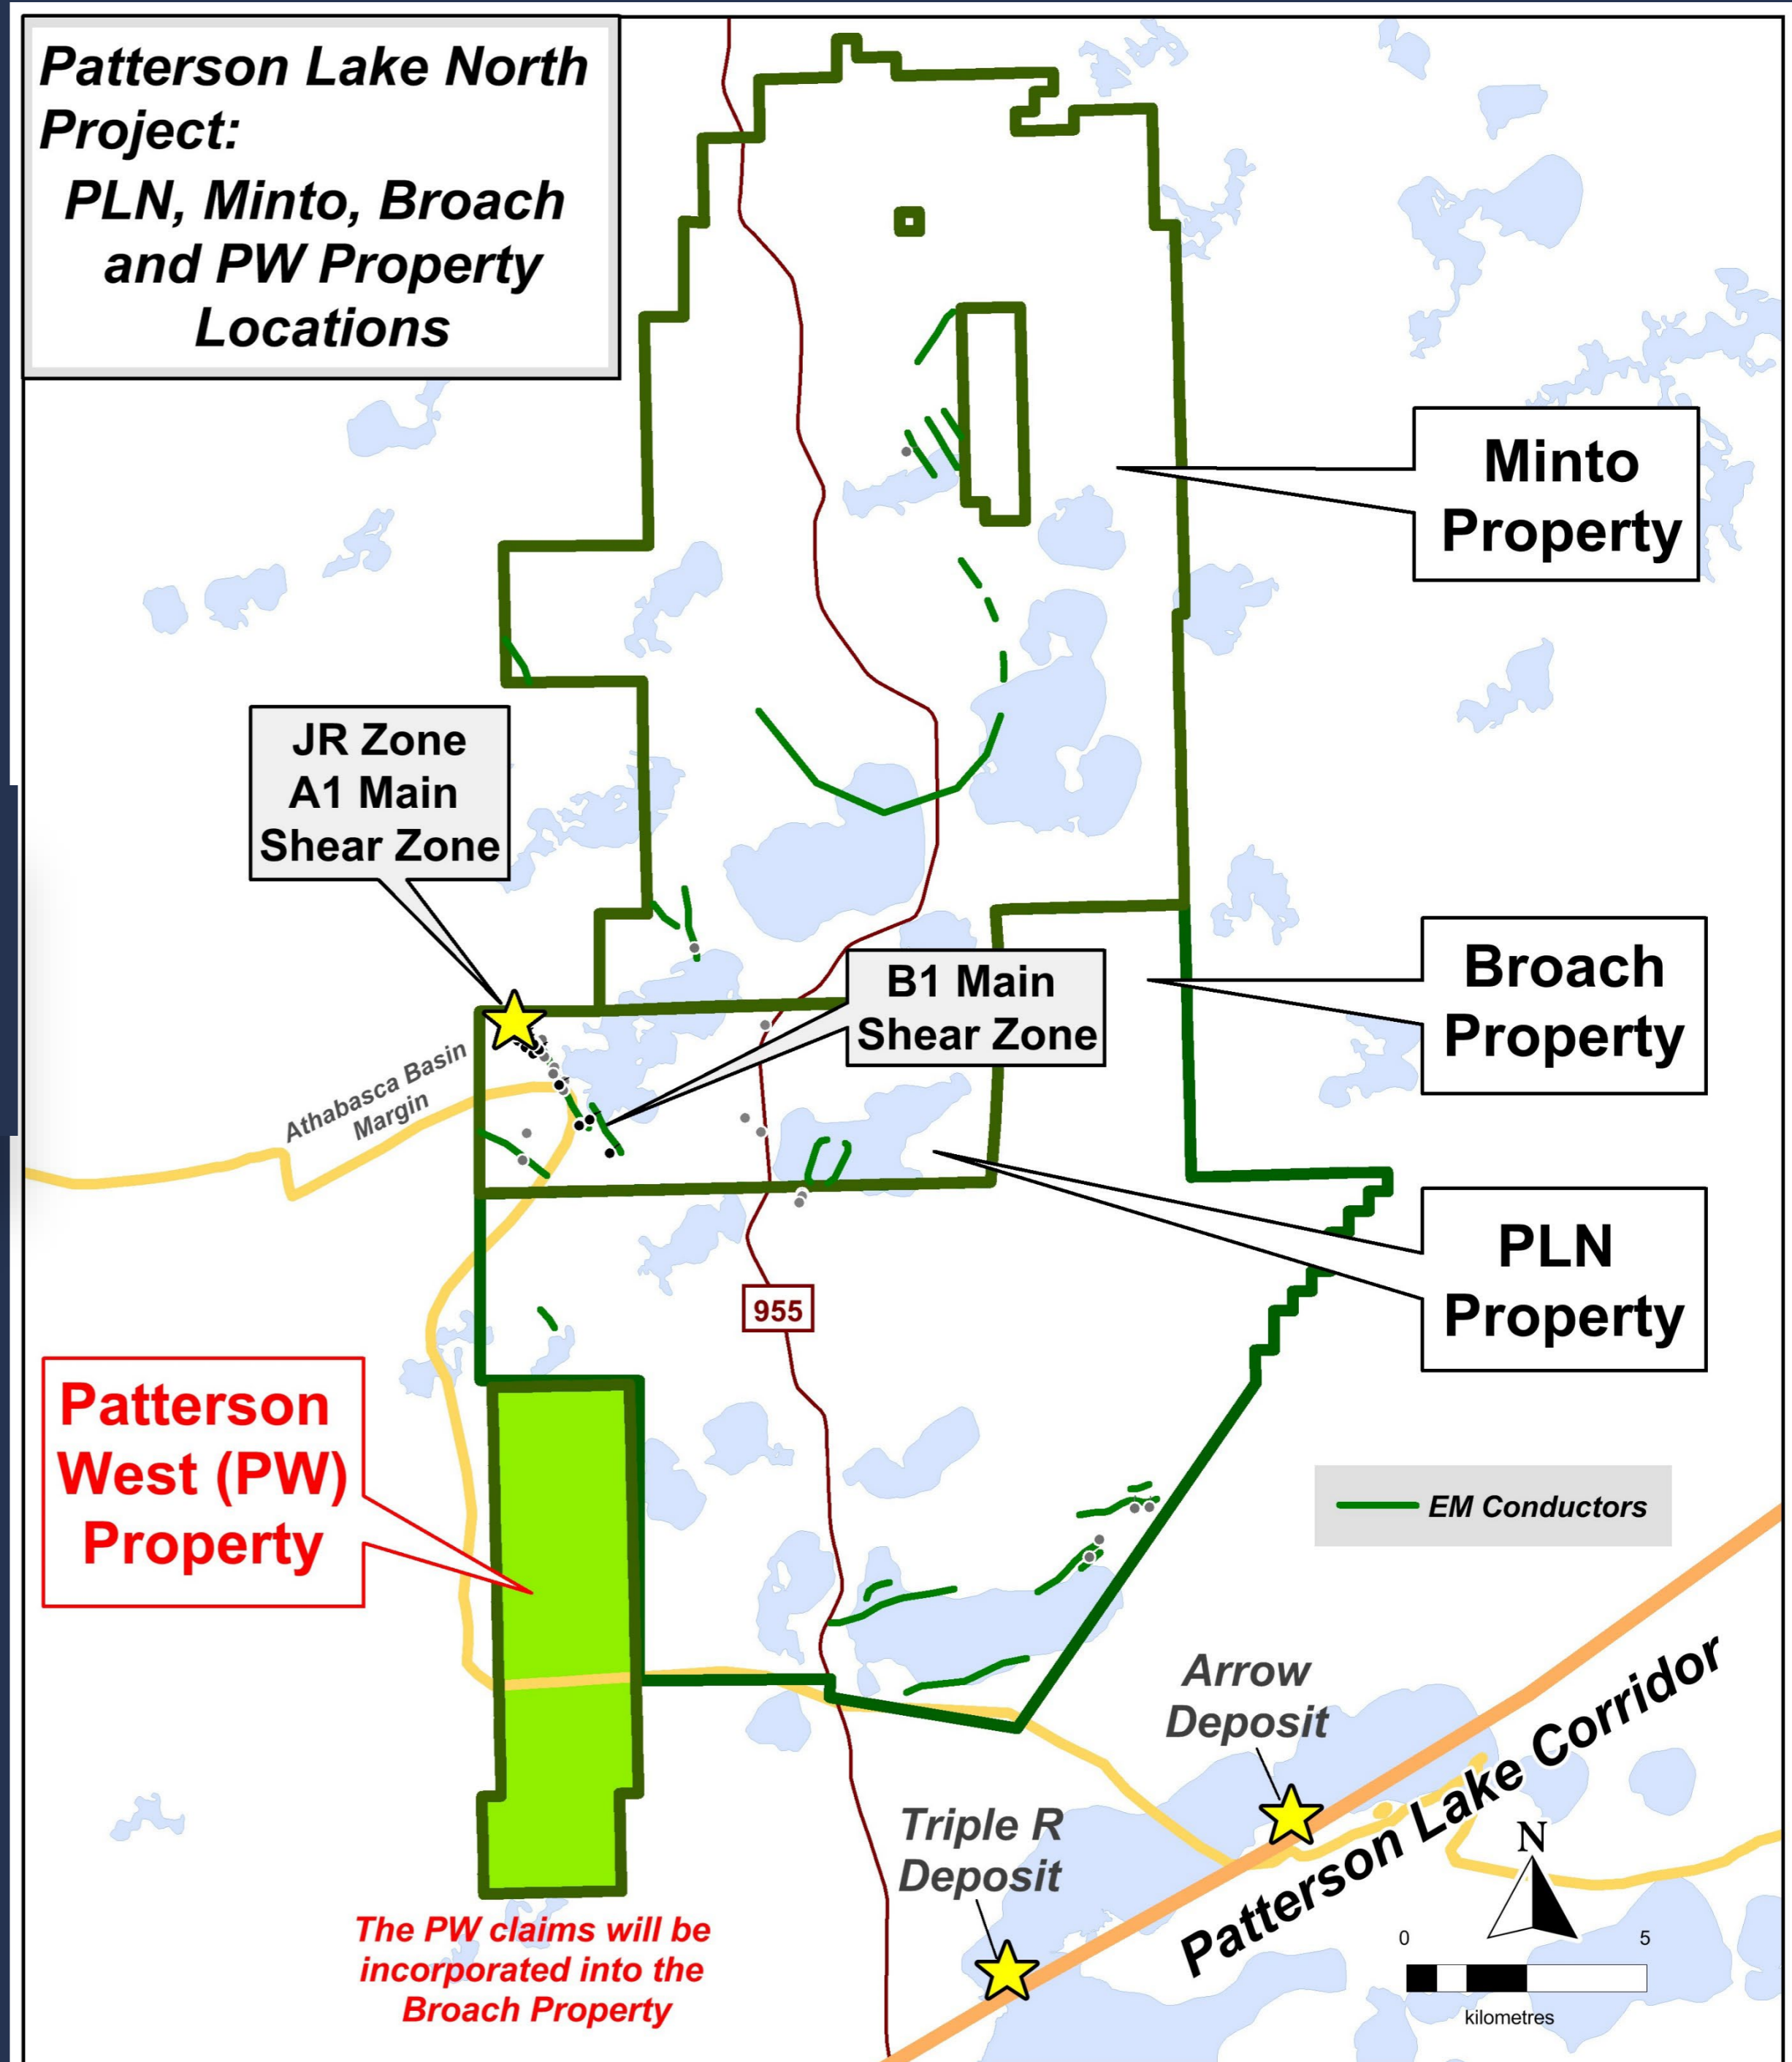 Patterson Lake North
Project:
PLN, Minto, Broach
and PW Property
Locations
Minto
Property
JR Zone
A1 Main
Shear Zone
B1 Main
Shear Zone
Broach
Property
Athabasca Basin
Margin
PLN
Property
955
Patterson
West (PW)
Property
EM Conductors
Arrow
Deposit
Triple R
Deposit
Patterson Lake Corridor
N
0 5
kilometres
The PW claims will be
incorporated into the
Broach Property